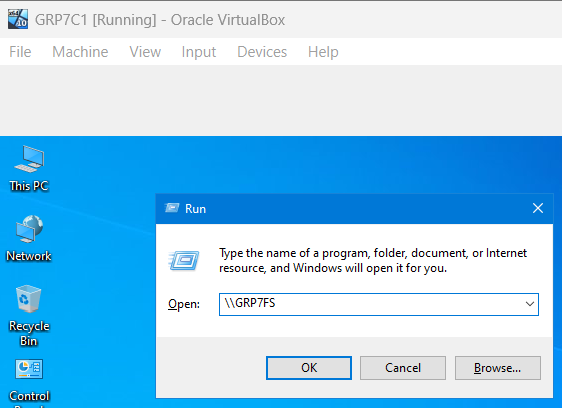 GRP7C1 [Running] - Oracle VirtualBox
File Machine View Input Devices Help
This PC
Network
Recycle
Bin
Control
Run
Type the name of a program, folder, document, or Internet
resource, and Windows will open it for you.
Open: \\GRP7FS
OK Cancel Browse...